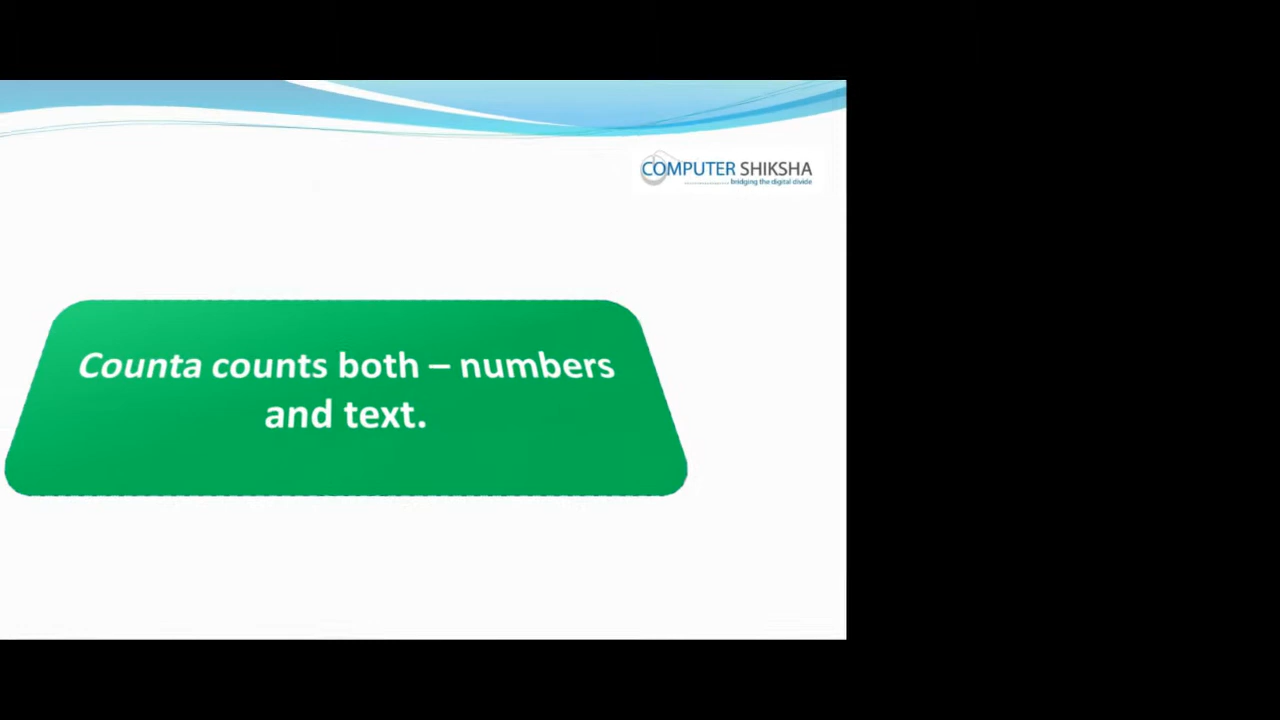 COMPUTER SHIKSHA
bridging the digital divide
Counta counts both – numbers
and text.